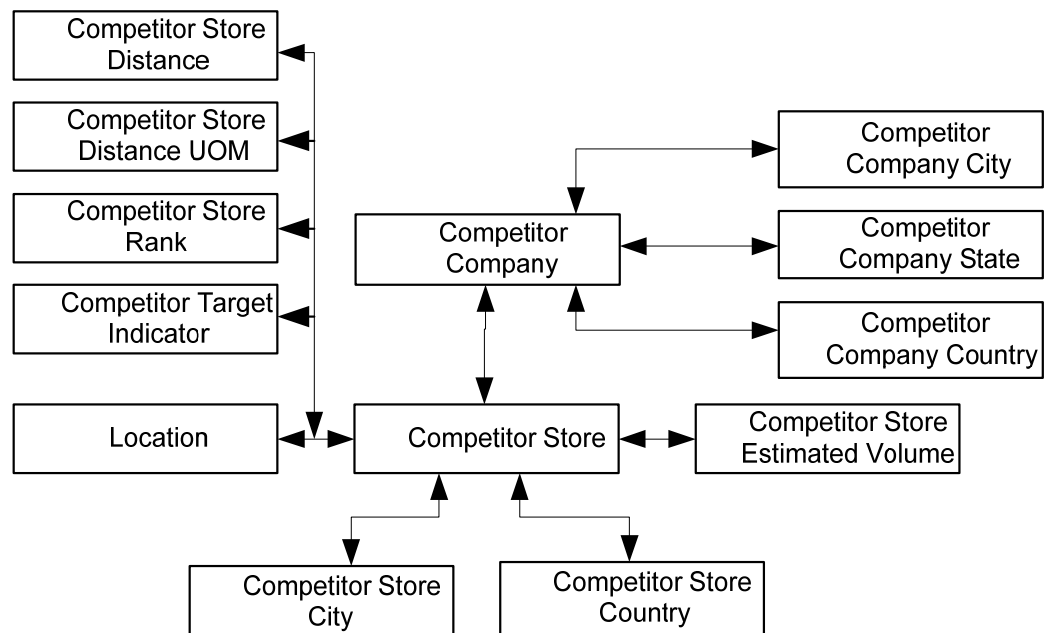 Competitor Store
Distance
Competitor Store
Distance UOM
Competitor Store
Rank
Competitor Target
Indicator
Location
Competitor
Company
Competitor Store
Competitor
Company City
Competitor
Company State
Competitor
Company Country
Competitor Store
Estimated Volume
Competitor Store
City
Competitor Store
Country